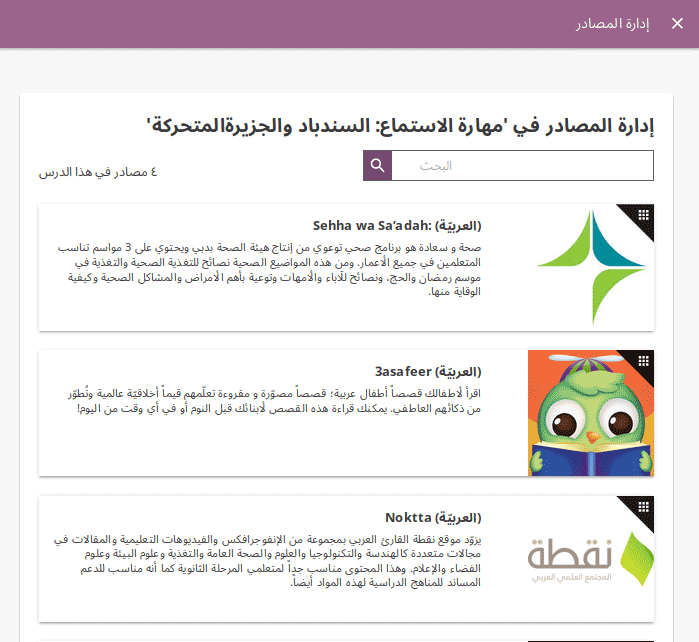 إدارة المصادر
إدارة المصادر في 'مهارة الاستماع: السندباد والجزيرةالمتحركة'
البحث
٤ مصادر في هذا الدرس
Sehha wa Sa’adah: (العربيّة)
صحة و سعادة هو برنامج صحي توعوي من إنتاج هيئة الصحة بدبي ويحتوي على 3 مواسم تناسب
المتعلمين في جميع الأعمار. ومن هذه المواضيع الصحية نصائح للتغذية الصحية والتغذية في
موسم رمضان والحج، ونصائح للآباء والأمهات وتوعية بأهم الأمراض والمشاكل الصحية وكيفية
الوقاية منها.
3asafeer (العربيّة)
اقرأ لأطفالك قصصاً أطفال عربية؛ قصصاً مصوّرة و مقروءة تعلّمهم قيماً أخلاقيّة عالمية وتُطوّر
من ذكائهم العاطفي. يمكنك قراءة هذه القصص لأبنائك قبل النوم أو في أي وقت من اليوم!
Noktta (العربيّة)
يزوّد موقع نقطة القارئ العربي بمجموعة من الإنفوجرافكس والفيديوهات التعليمية والمقالات في
مجالات متعددة كالهندسة والتكنولوجيا والعلوم والصحة العامة والتغذية وعلوم البيئة وعلوم
الفضاء والإعلام. وهذا المحتوى مناسب جداً لمتعلمي المرحلة الثانوية كما أنه مناسب للدعم
المساند للمناهج الدراسية لهذه المواد أيضاً.
نقطة
المجتمع العلمي العربي